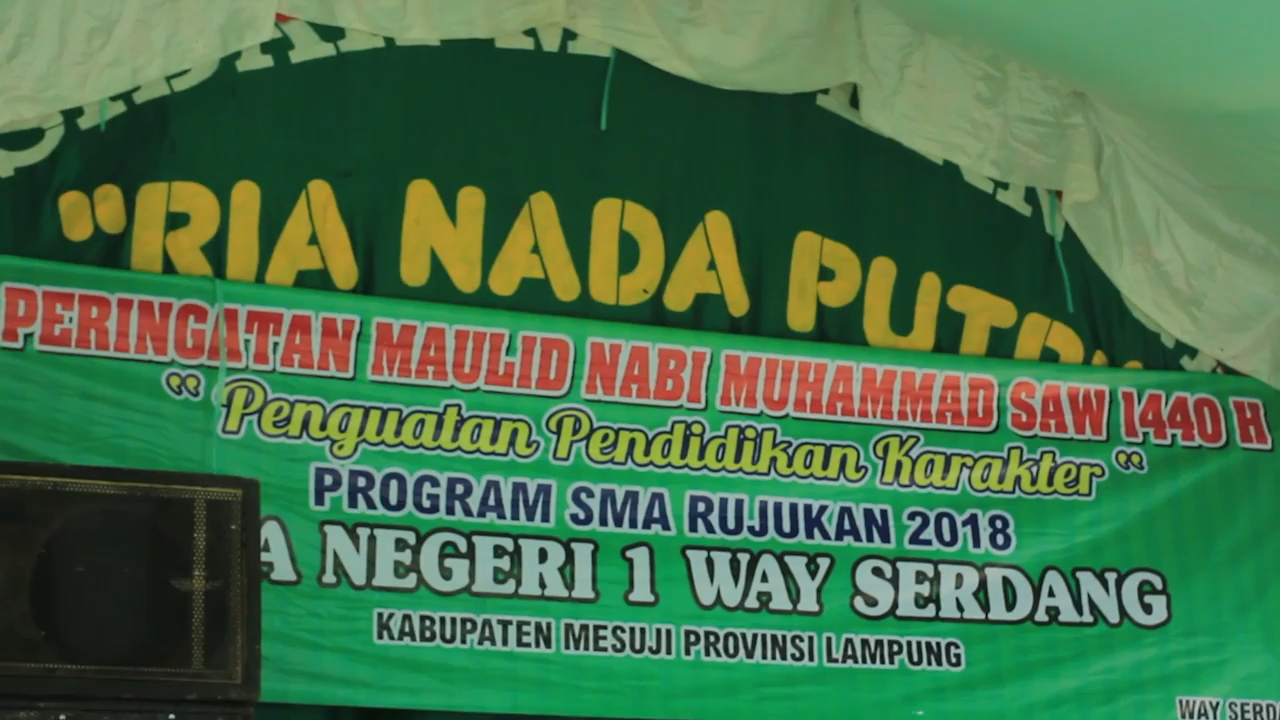 "RIA NADA
PERINGATAN MAULID NABI MUHAMMAD SAW 1440 H
“ Penguatan Pendidikan Karakter “
PROGRAM SMA RUJUKAN 2018
A NEGERI 1 WAY SERDANG
KABUPATEN MESUJI PROVINSI LAMPUNG
WAY SERD